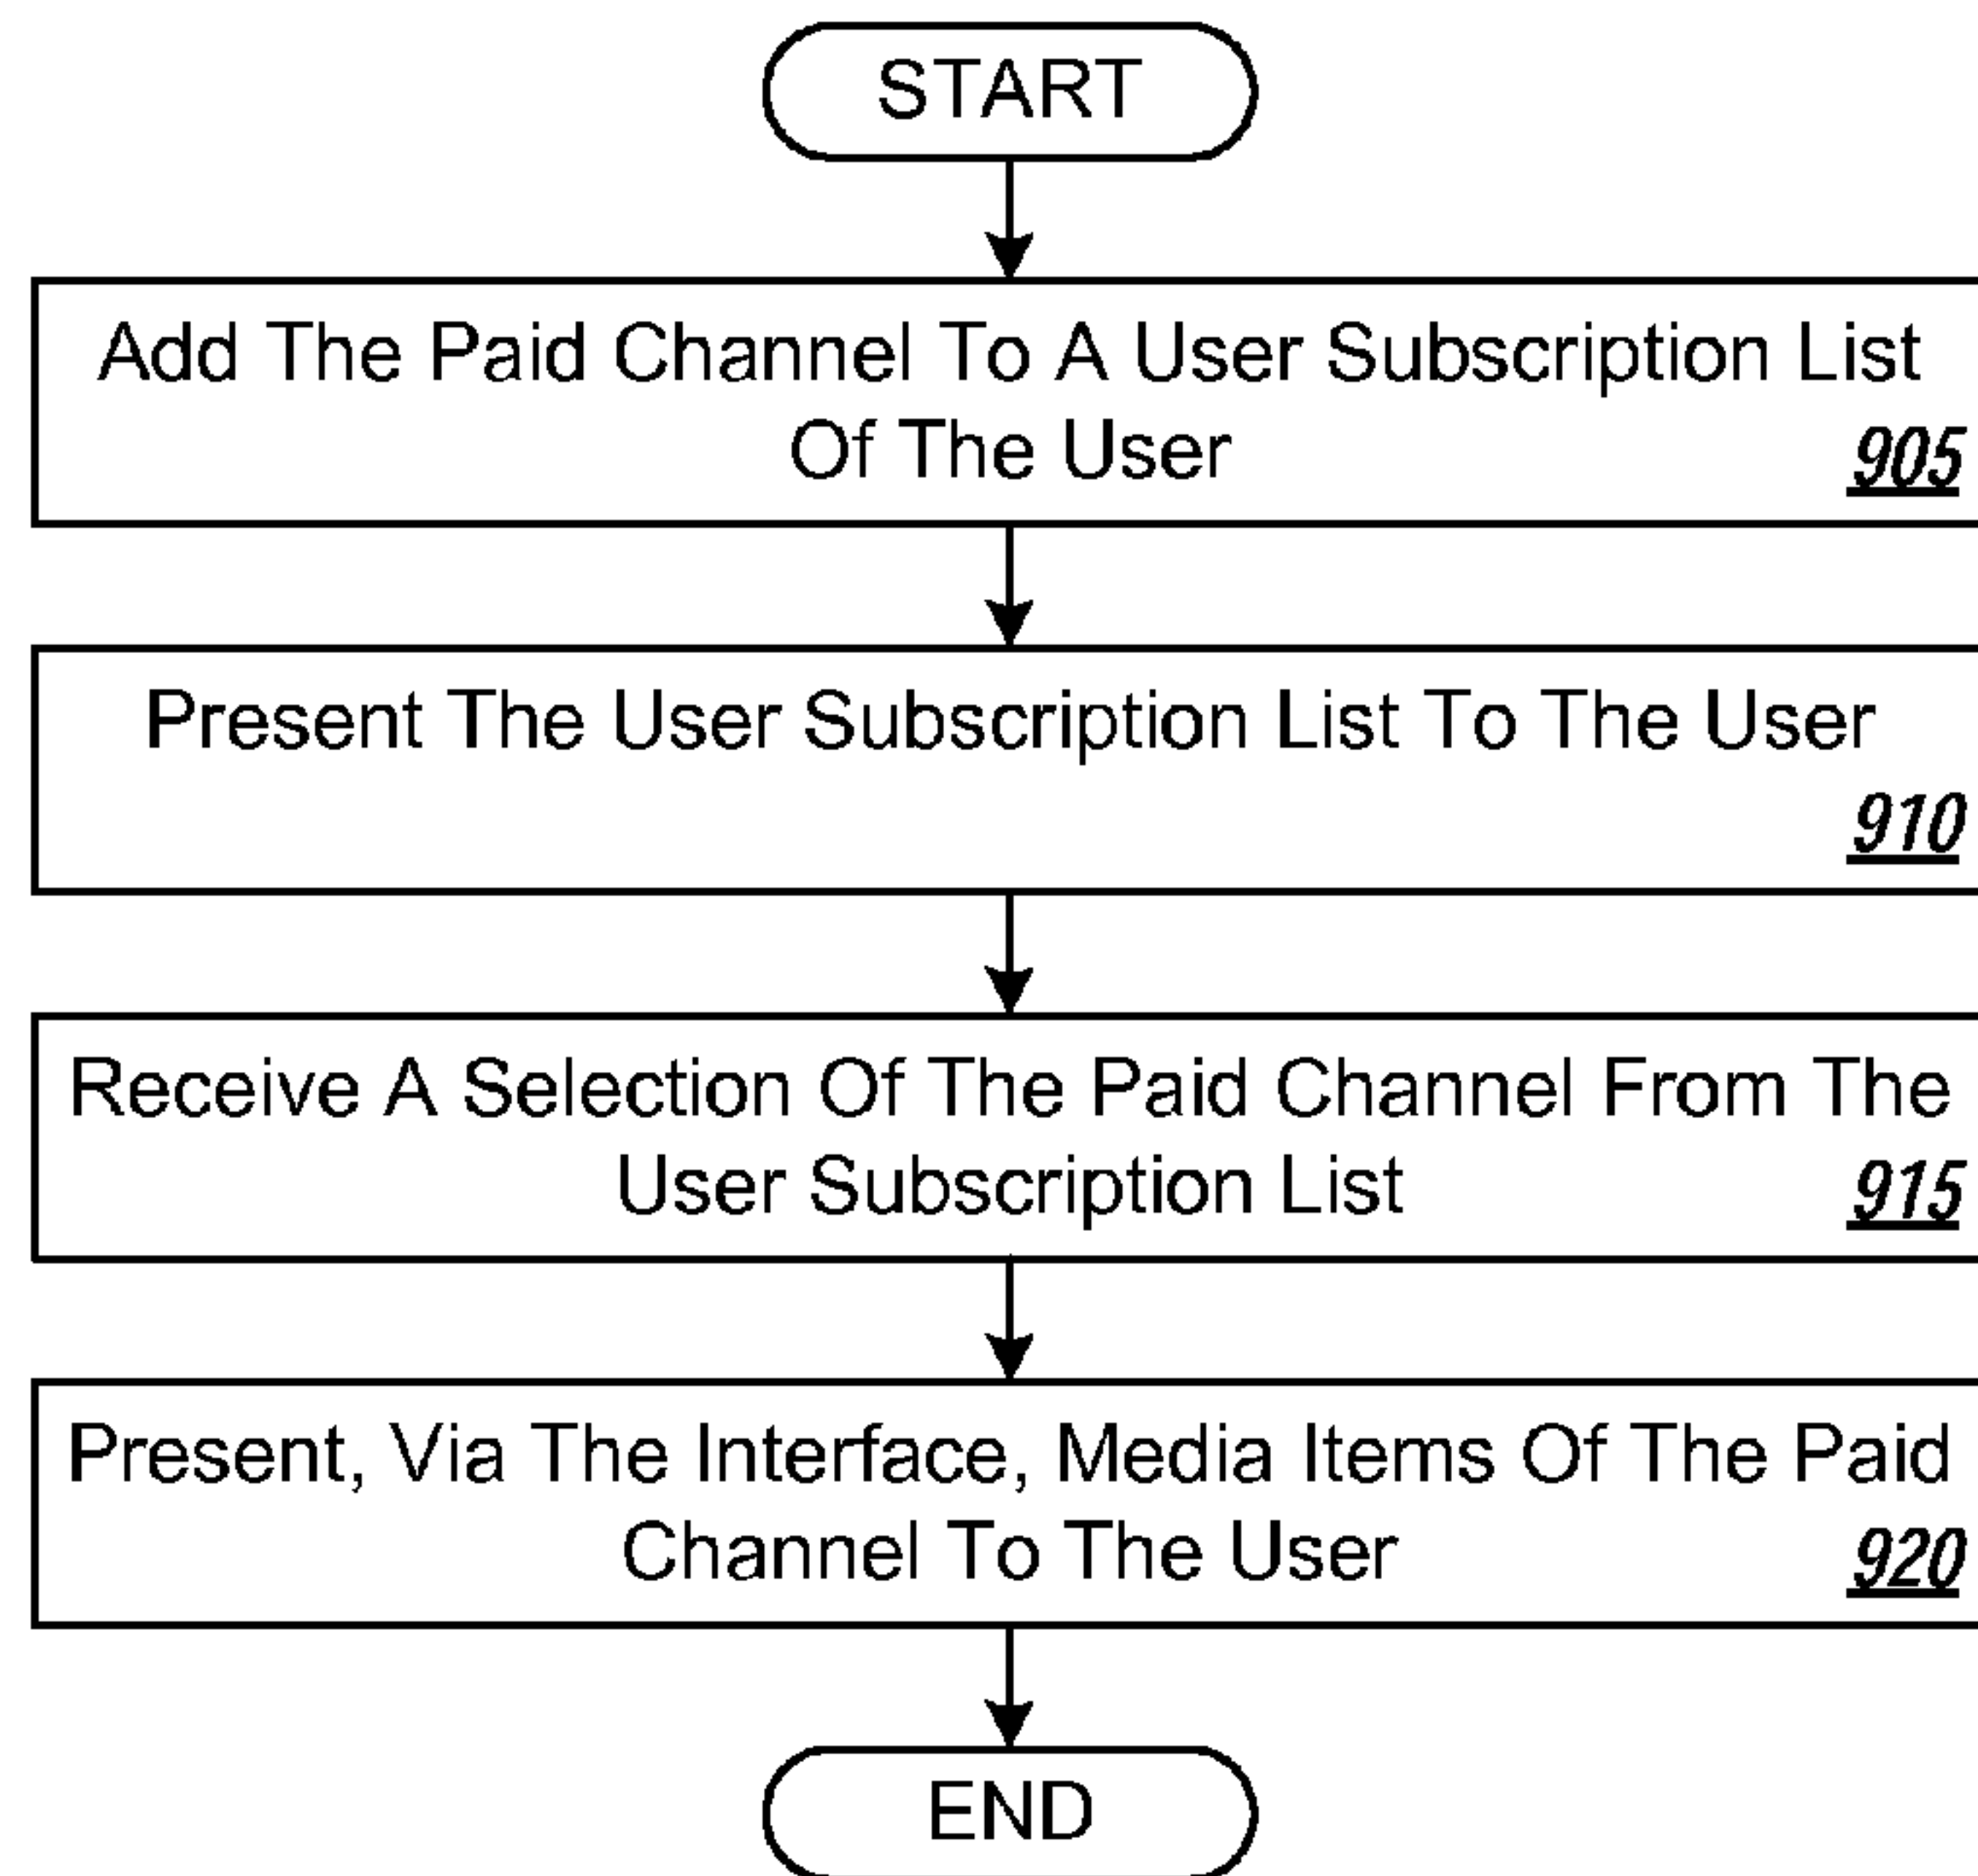 START
Add The Paid Channel To A User Subscription List
Of The User
905
Present The User Subscription List To The User
910
Receive A Selection Of The Paid Channel From The
User Subscription List
915
Present, Via The Interface, Media Items Of The Paid
Channel To The User
920
END